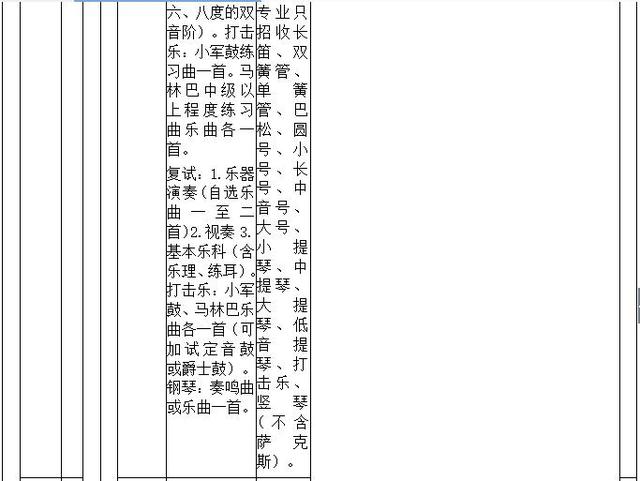 六、八度的双
音阶）。打击
乐：小军鼓练
习曲一首。马
林巴中级以
上程度练习
曲乐曲各一
首。
复试：1.乐器
演奏（自选乐
曲一至二
首)2.视奏3.
基本乐科（含
乐理、练耳）。
打击乐：小军
鼓、马林巴乐
曲各一首（可
加试定音鼓
或爵士鼓）。
钢琴：奏鸣曲
或乐曲一首。
专业只
招收长
笛、双
簧管、
单簧
管、巴
松、圆
号、小
号、长
号、中
音号、
大号、
小提
琴、中
提琴、
大提
琴、低
音提
琴、打
击乐、
竖琴
（不含
萨克
斯）。